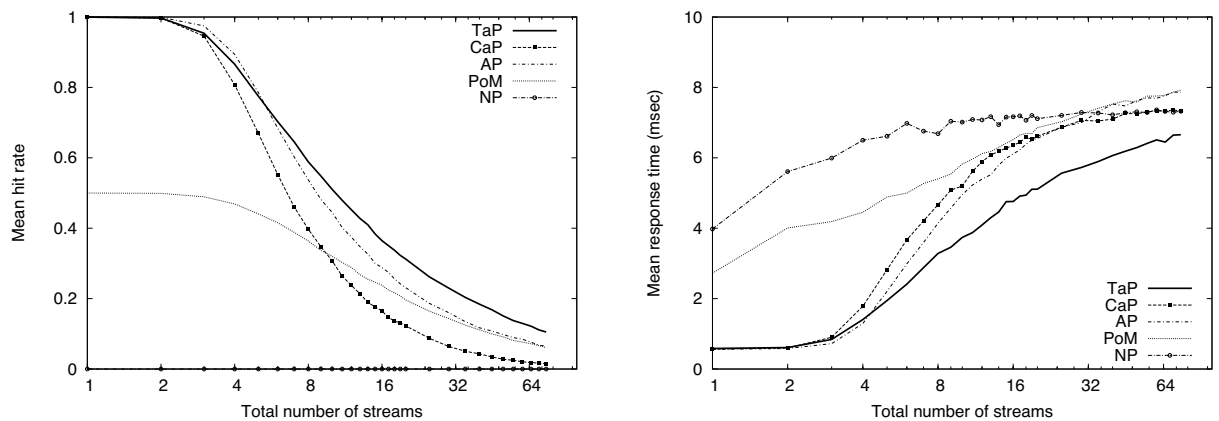 1
0.8
0.6
0.4
0.2
0
Mean hit rate
1 2 4 8 16 32 64
Total number of streams
TaP
CaP
AP
PoM
NP
10
8
6
4
2
0
Mean response time (msec)
1 2 4 8 16 32 64
Total number of streams
TaP
CaP
AP
PoM
NP